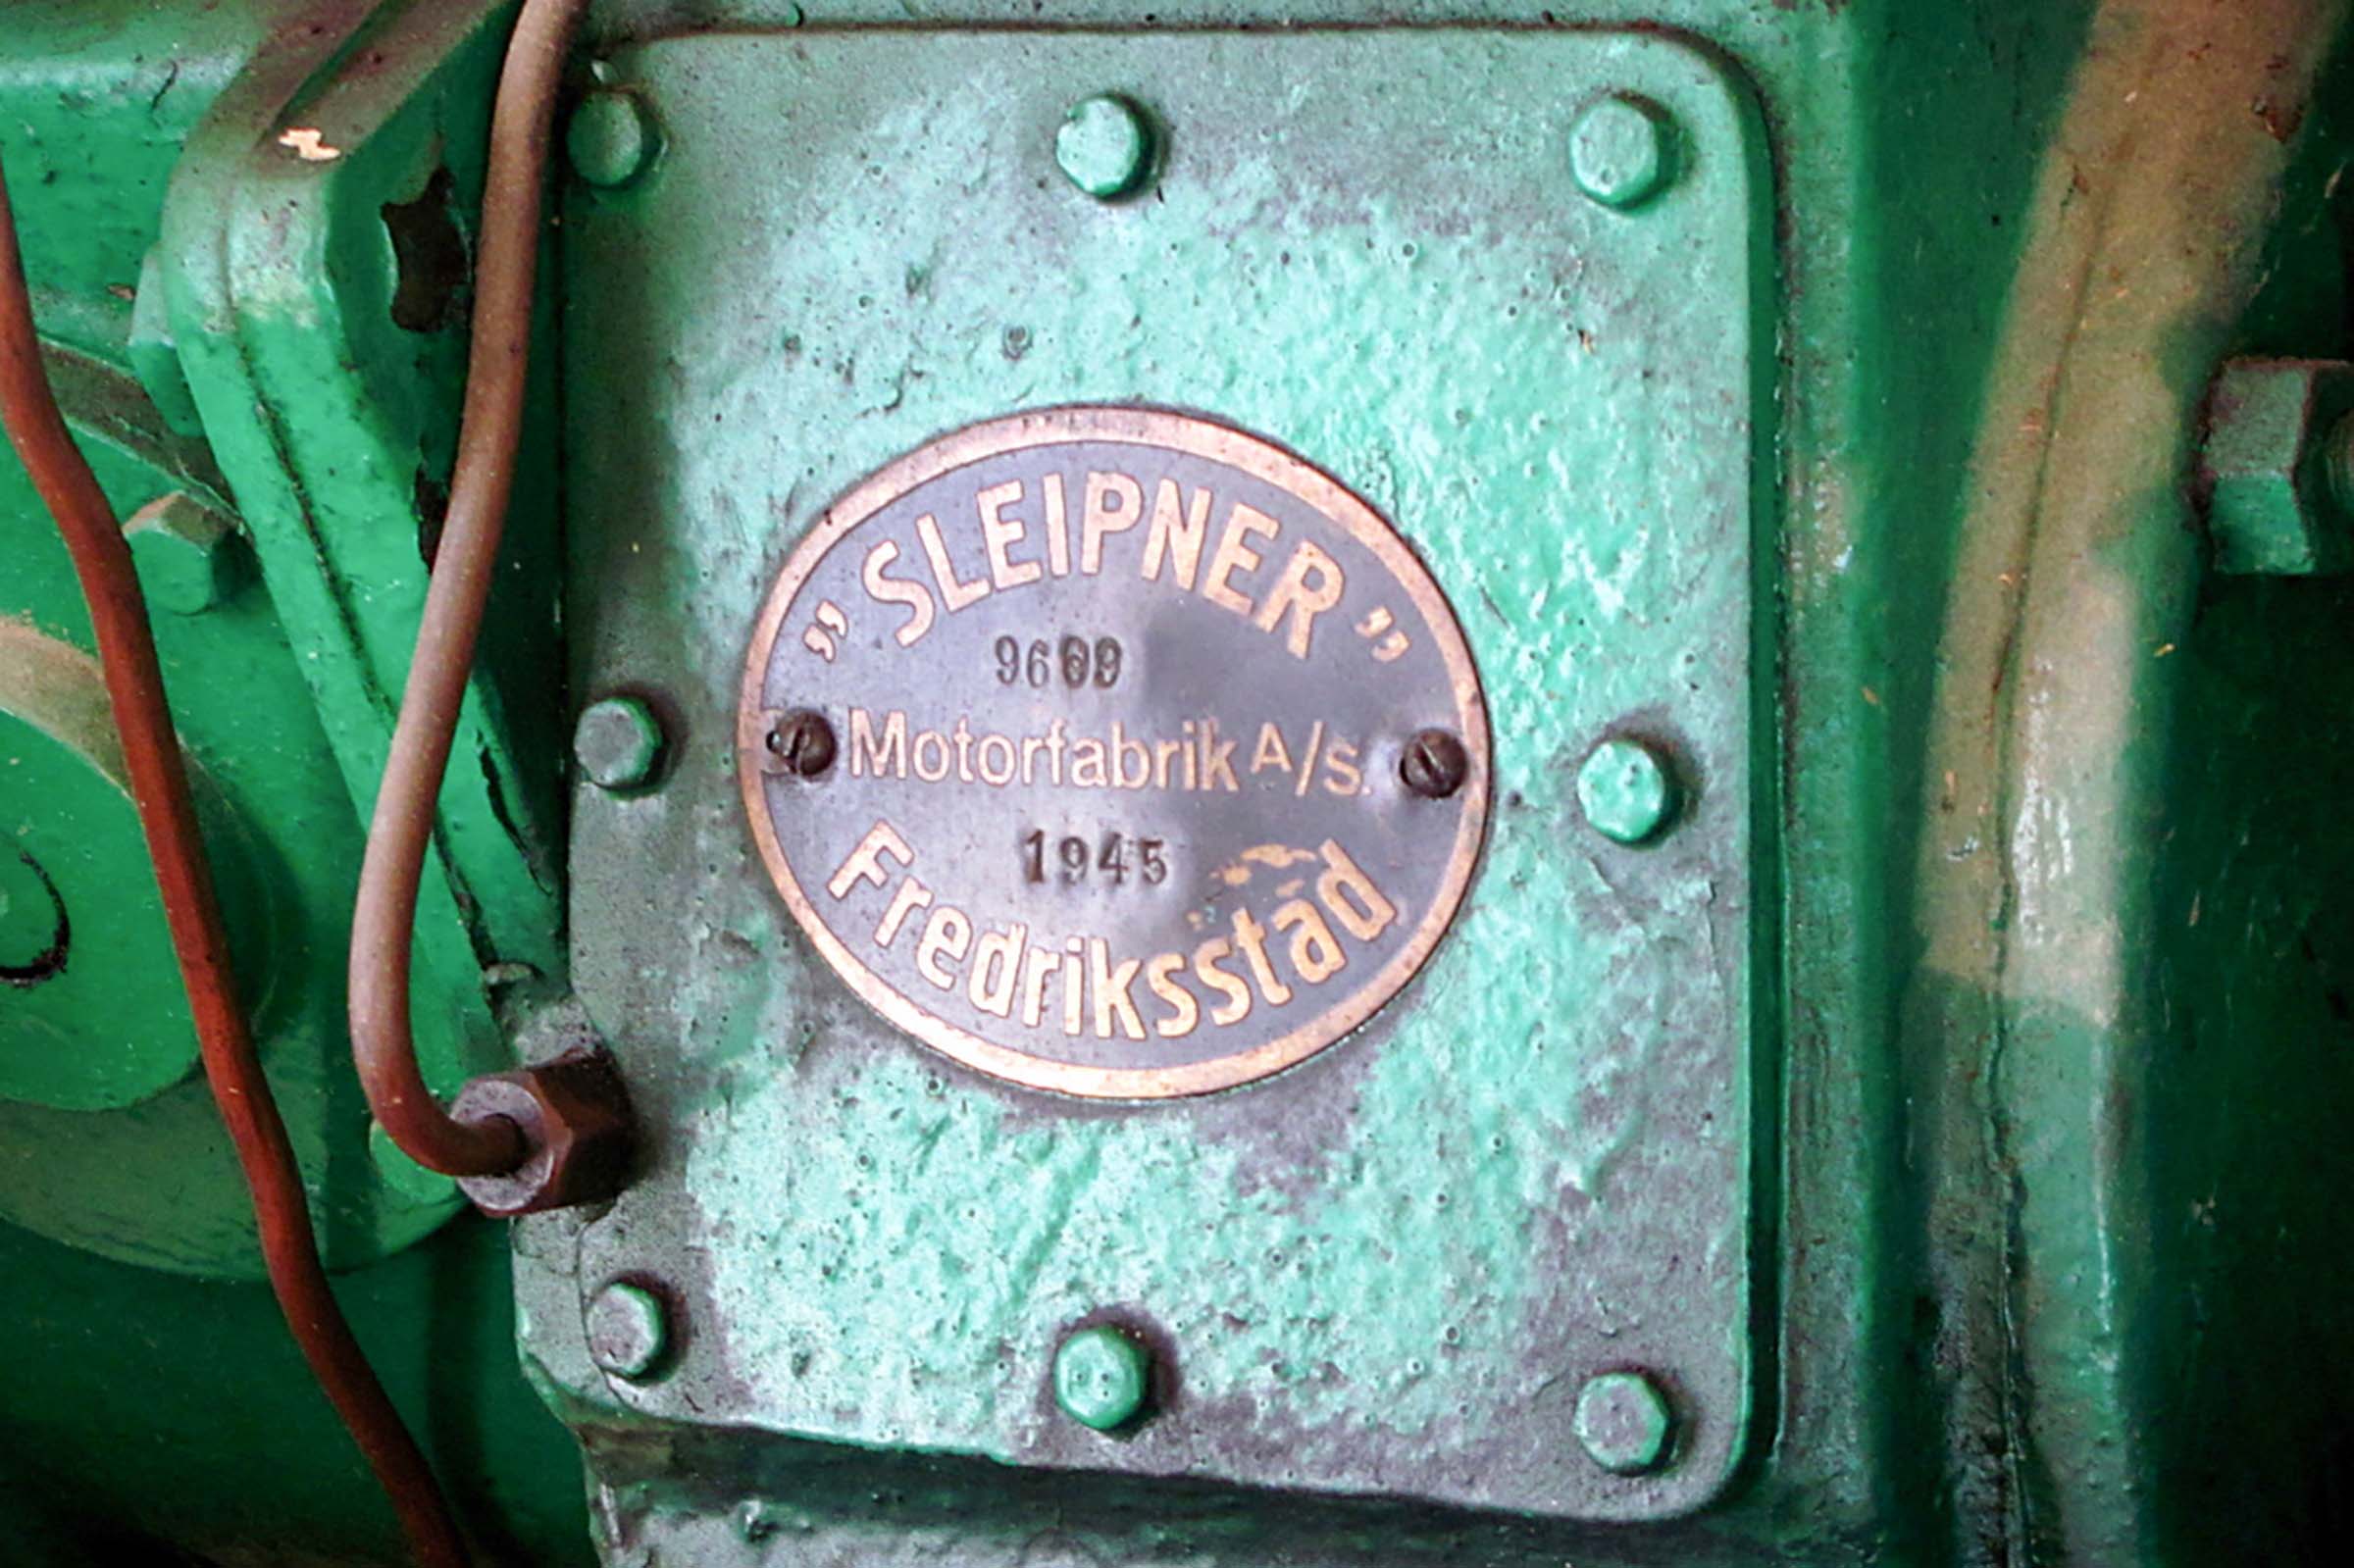 „SLEIPNER”
Motorfabrik A/s.
1945
Fredriksstad